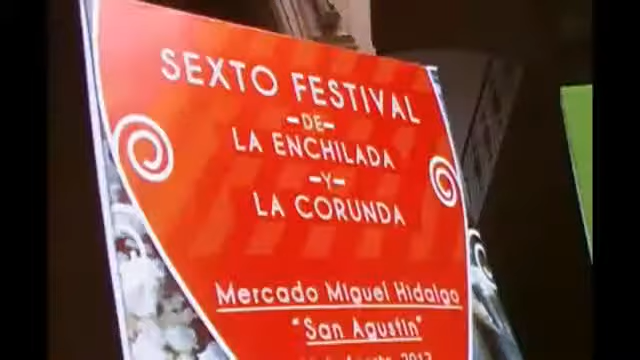 SEXTO FESTIVAL
-DE-
LA ENCHILADA
-Y-
LA CORUNDA
Mercado Miguel Hidalgo
"San Agustín"